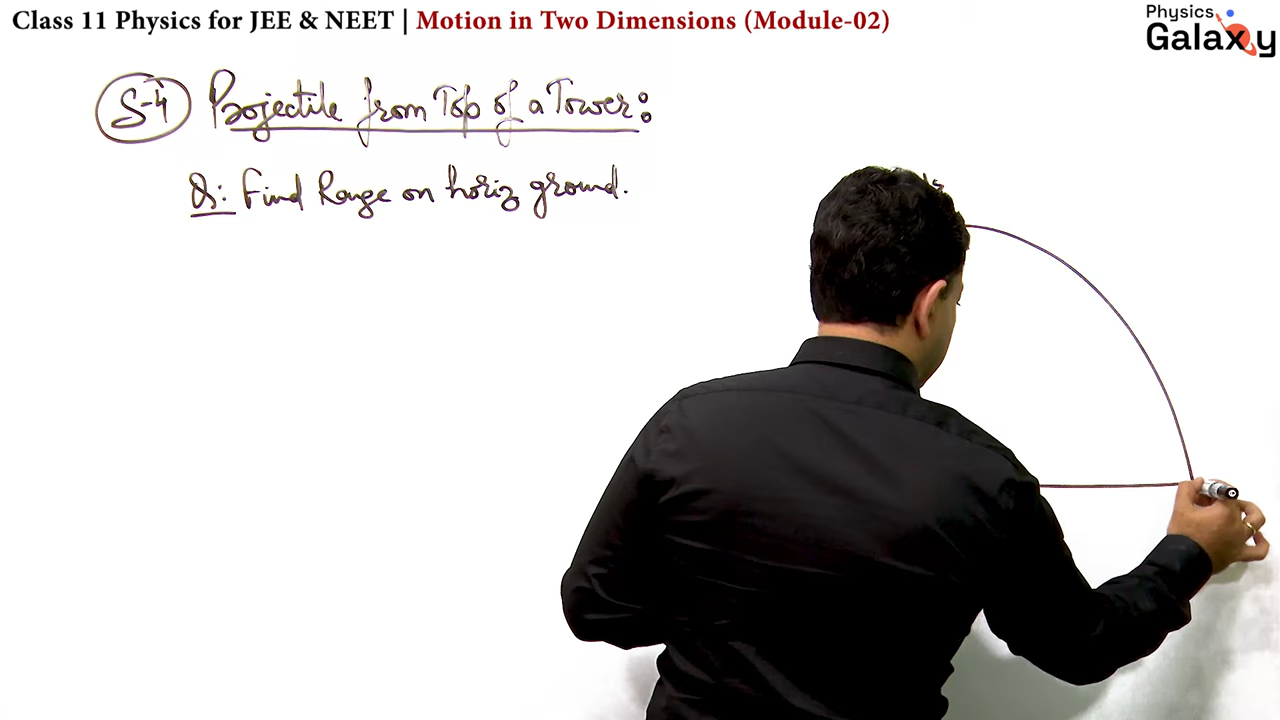 Class 11 Physics for JEE & NEET | Motion in Two Dimensions (Module-02)
Physics
Galaxy
S-4 Projectile from Top of a Tower:
Q: Find Range on horiz ground.